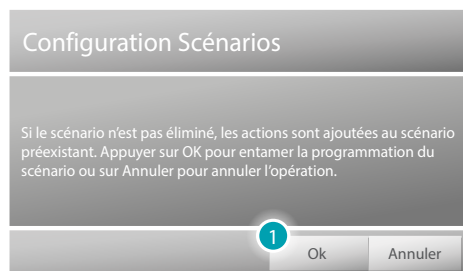 Configuration Scénarios
Si le scénario n'est pas éliminé, les actions sont ajoutées au scénario
préexistant. Appuyer sur OK pour entamer la programmation du
scénario ou sur Annuler pour annuler l'opération.
1
Ok Annuler